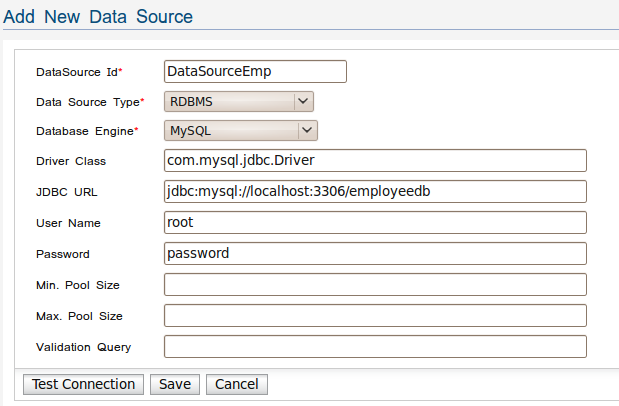 Add New Data Source
DataSource Id* DataSourceEmp
Data Source Type* RDBMS
Database Engine* MySQL
Driver Class com.mysql.jdbc.Driver
JDBC URL jdbc:mysql://localhost:3306/employeedb
User Name root
Password password
Min. Pool Size
Max. Pool Size
Validation Query
Test Connection Save Cancel